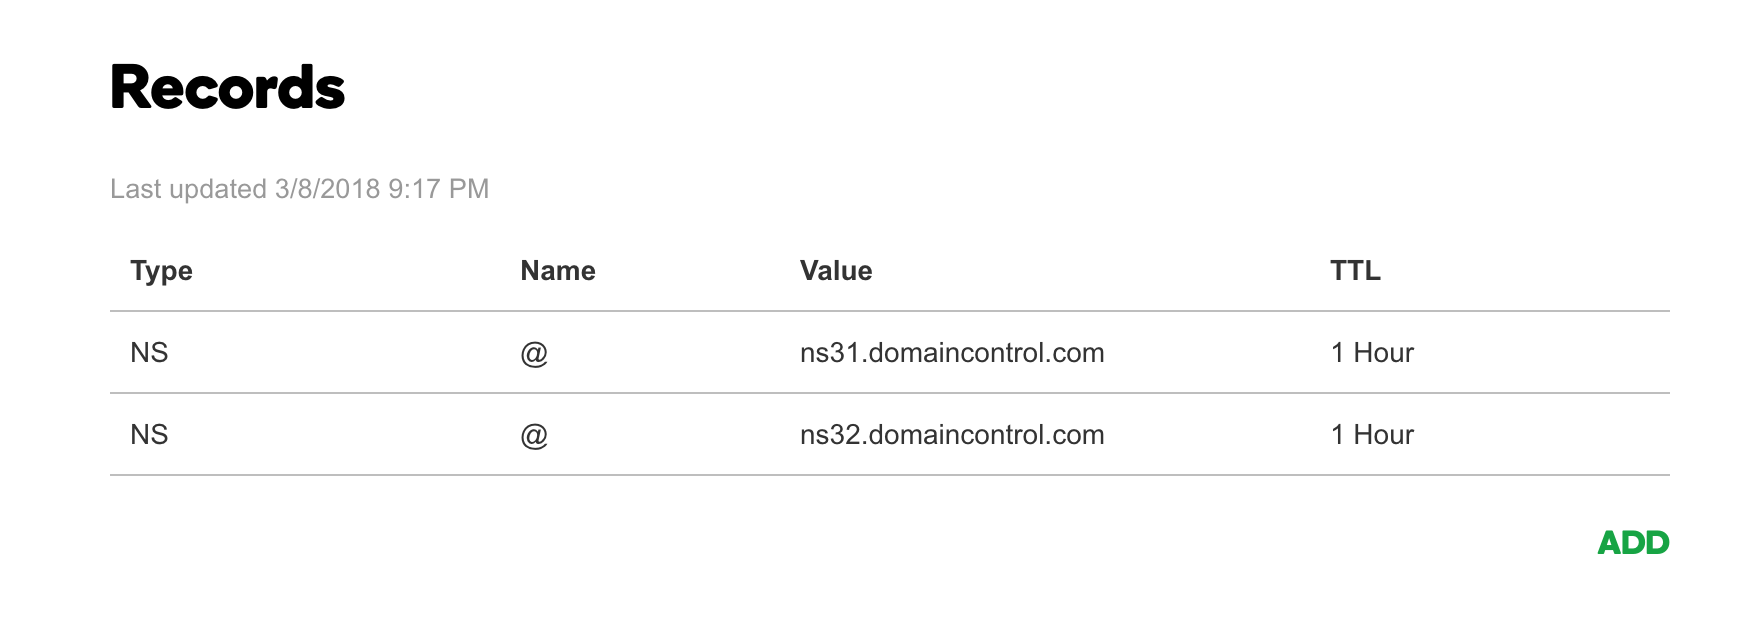 Records
Last updated 3/8/2018 9:17 PM
Type Name Value TTL
NS @ ns31.domaincontrol.com 1 Hour
NS @ ns32.domaincontrol.com 1 Hour
ADD